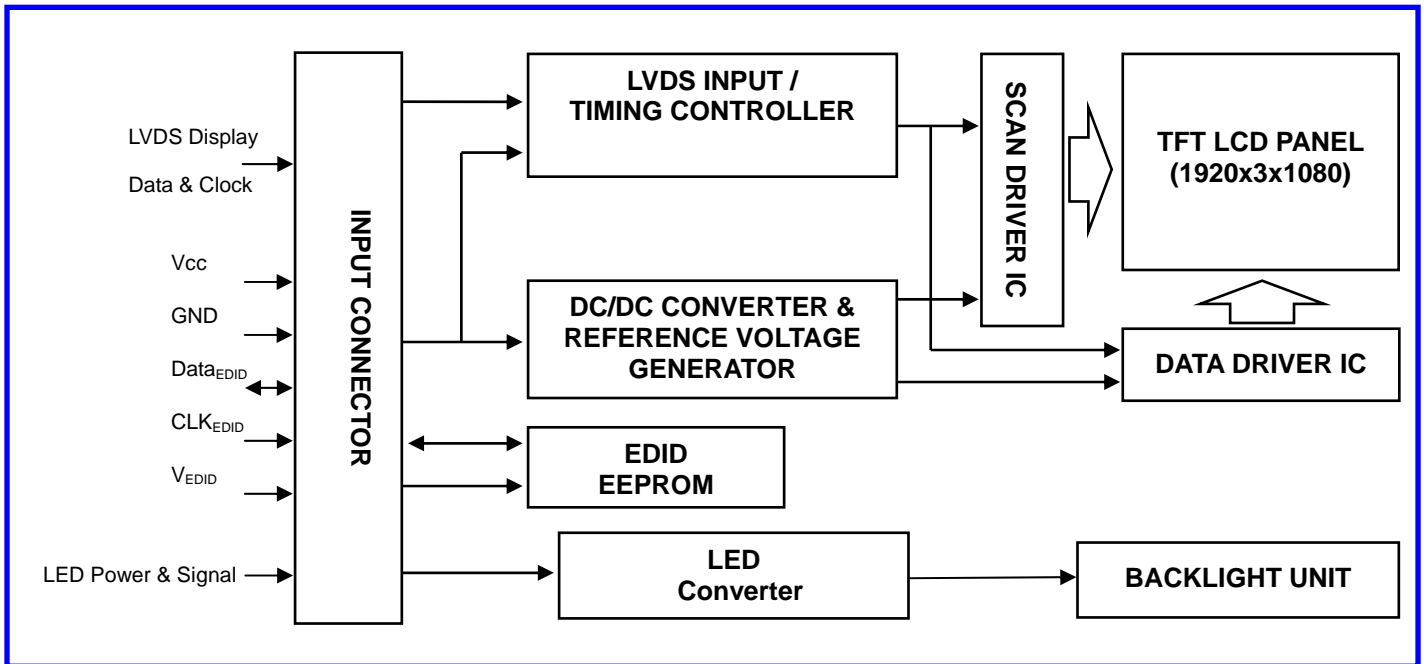 LVDS Display
Data & Clock
Vcc
GND
DataEDID
CLKEDID
VEDID
LED Power & Signal
INPUT CONNECTOR
LVDS INPUT /
TIMING CONTROLLER
DC/DC CONVERTER &
REFERENCE VOLTAGE
GENERATOR
EDID
EEPROM
LED
Converter
SCAN DRIVER IC
TFT LCD PANEL
(1920x3x1080)
DATA DRIVER IC
BACKLIGHT UNIT